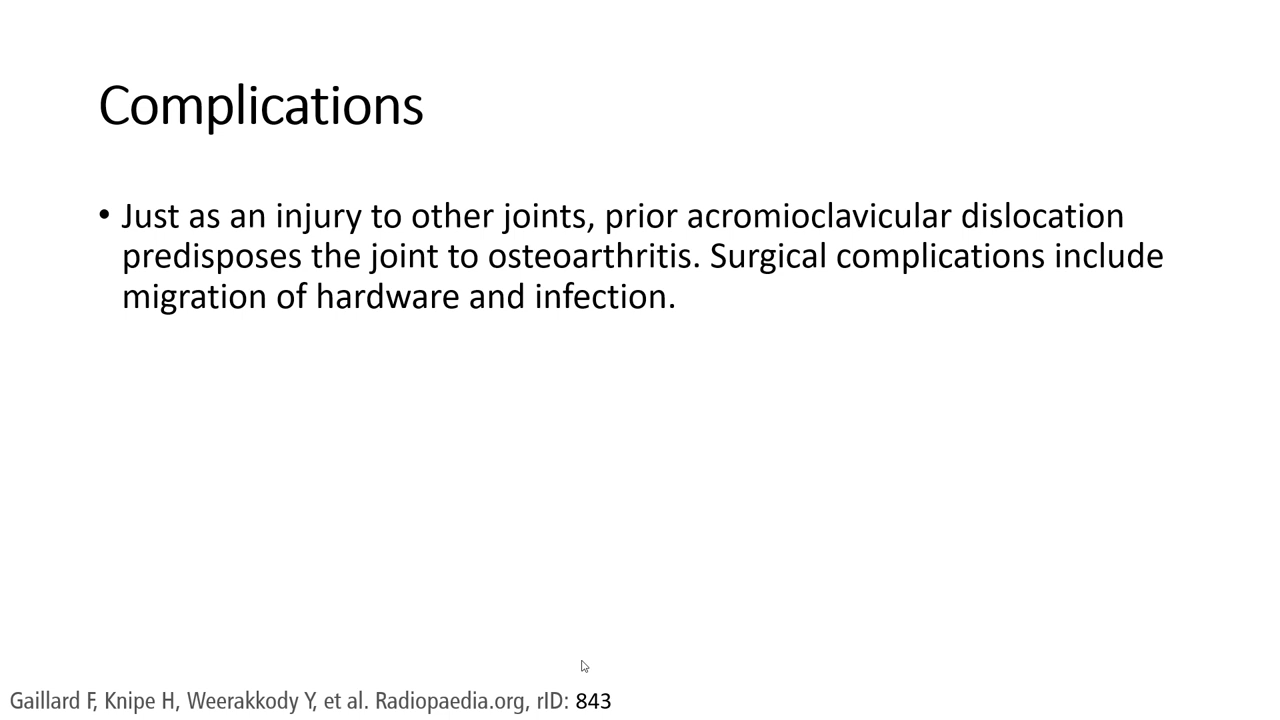 Complications
• Just as an injury to other joints, prior acromioclavicular dislocation
predisposes the joint to osteoarthritis. Surgical complications include
migration of hardware and infection.
Gaillard F, Knipe H, Weerakkody Y, et al. Radiopaedia.org, rID: 843